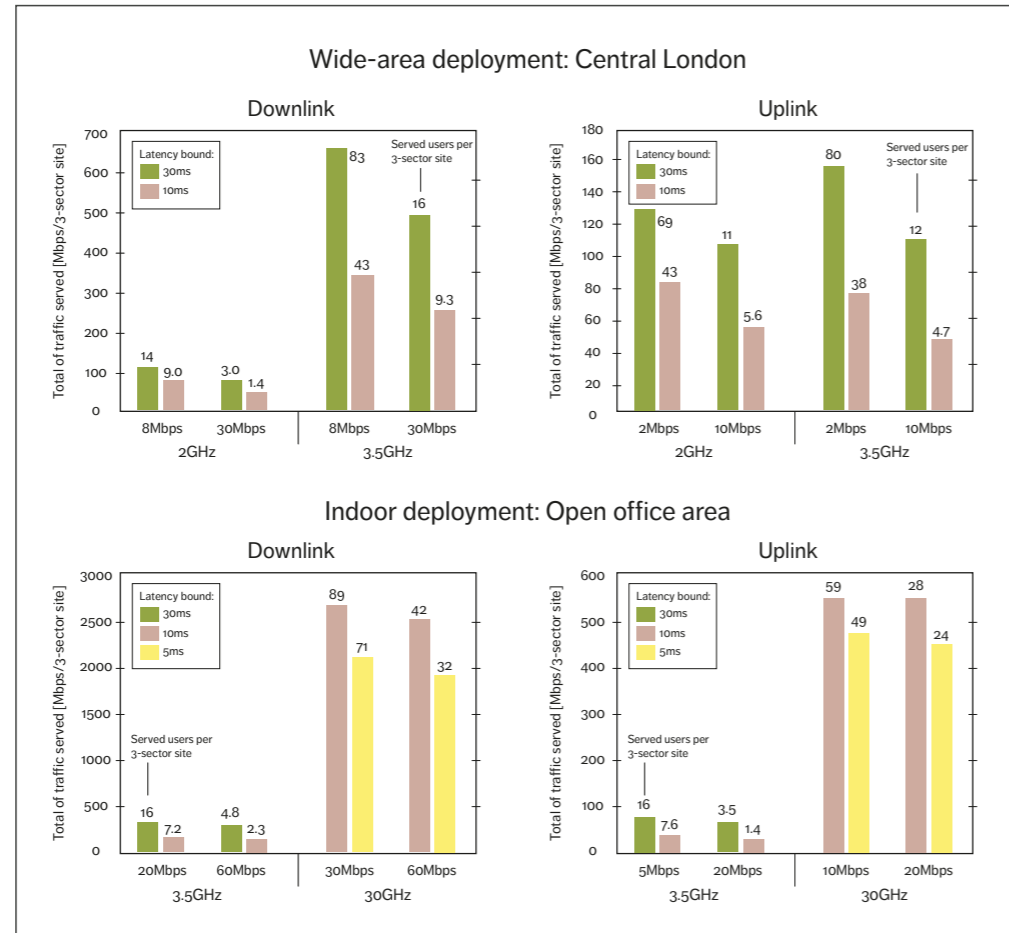 Wide-area deployment: Central London
Downlink
Total of traffic served [Mbps/3-sector site]
700
600
500
400
300
200
100
0
Latency bound:
30ms
10ms
Served users per
3-sector site
14
9.0
3.0
1.4
83
43
16
9.3
8Mbps
30Mbps
8Mbps
30Mbps
2GHz
3.5GHz
Uplink
Total of traffic served [Mbps/3-sector site]
180
160
140
120
100
80
60
40
20
0
Latency bound:
30ms
10ms
Served users per
3-sector site
69
43
11
5.6
80
38
12
4.7
2Mbps
10Mbps
2Mbps
10Mbps
2GHz
3.5GHz
Indoor deployment: Open office area
Downlink
Total of traffic served [Mbps/3-sector site]
3000
2500
2000
1500
1000
500
0
Latency bound:
30ms
10ms
5ms
Served users per
3-sector site
16
7.2
4.8
2.3
89
71
42
32
20Mbps
60Mbps
30Mbps
60Mbps
3.5GHz
30GHz
Uplink
Total of traffic served [Mbps/3-sector site]
600
500
400
300
200
100
0
Latency bound:
30ms
10ms
5ms
Served users per
3-sector site
16
7.6
3.5
1.4
59
49
28
24
5Mbps
20Mbps
10Mbps
20Mbps
3.5GHz
30GHz